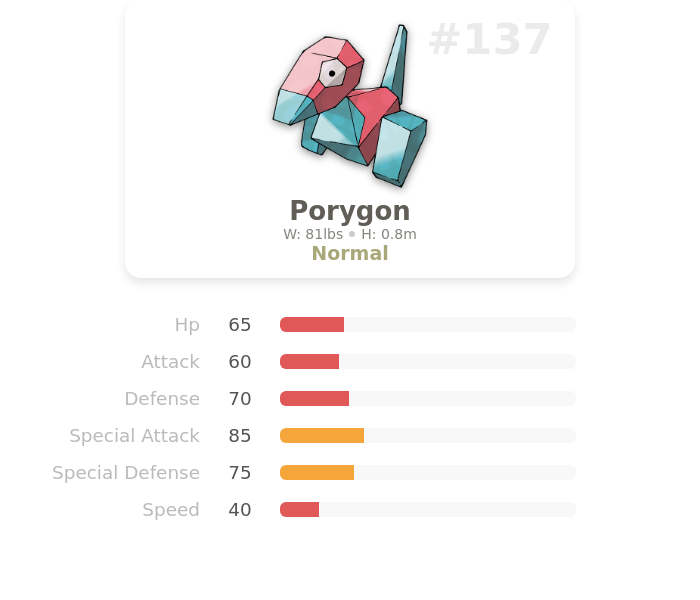 #137
Porygon
W: 81lbs • H: 0.8m
Normal
Hp 65
Attack 60
Defense 70
Special Attack 85
Special Defense 75
Speed 40